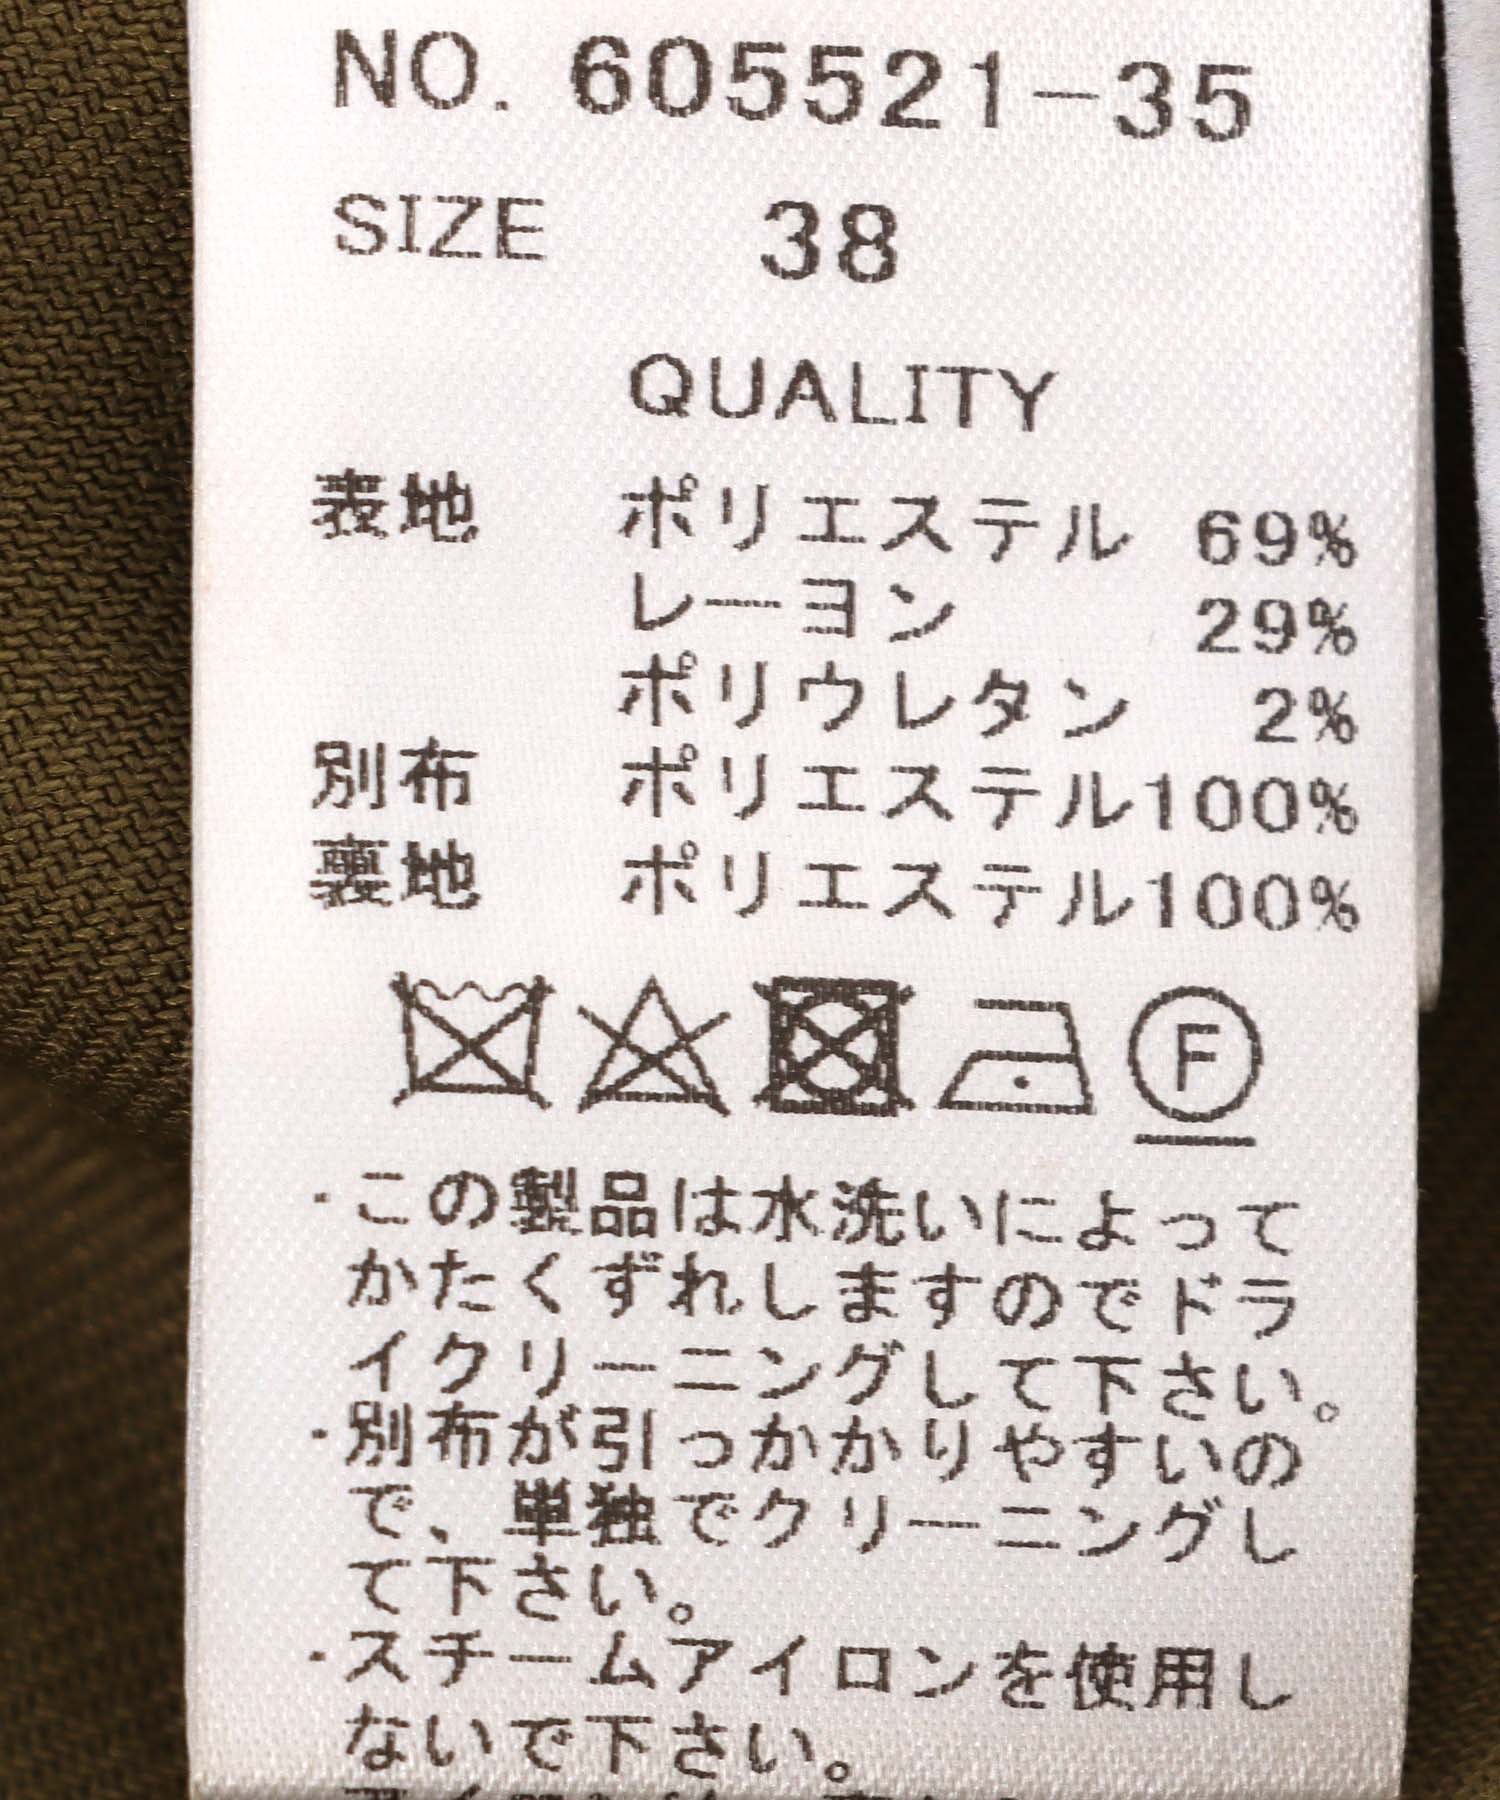 NO. 605521-35
SIZE 38
QUALITY
表地 ポリエステル 69%
レーヨン 29%
ポリウレタン 2%
別布 ポリエステル100%
裏地 ポリエステル100%
F
・この製品は水洗いによって
かたくずれしますのでドラ
イクリーニングして下さい。
・別布が引っかかりやすいの
で、単独でクリーニングし
て下さい。
・スチームアイロンを使用し
ないで下さい。